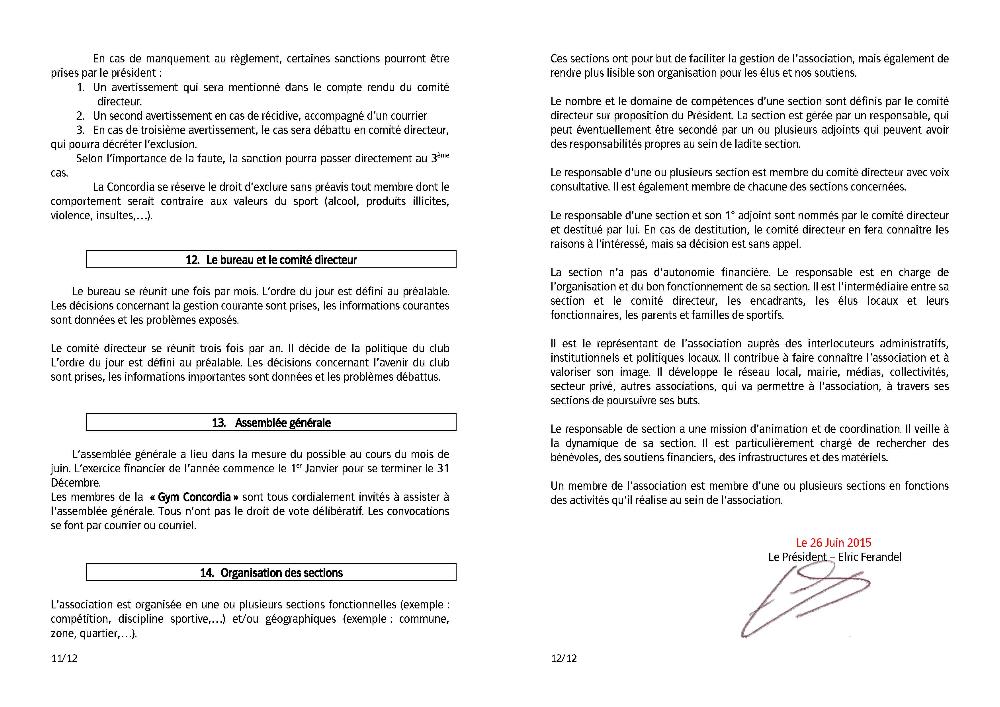 En cas de manquement au règlement, certaines sanctions pourront être
prises par le président :
1. Un avertissement qui sera mentionné dans le compte rendu du comité
directeur.
2. Un second avertissement en cas de récidive, accompagné d'un courrier
3. En cas de troisième avertissement, le cas sera débattu en comité directeur,
qui pourra décréter l'exclusion.
Selon l'importance de la faute, la sanction pourra passer directement au 3ème
cas.
La Concordia se réserve le droit d'exclure sans préavis tout membre dont le
comportement serait contraire aux valeurs du sport (alcool, produits illicites,
violence, insultes,…).
12. Le bureau et le comité directeur
Le bureau se réunit une fois par mois. L'ordre du jour est défini au préalable.
Les décisions concernant la gestion courante sont prises, les informations courantes
sont données et les problèmes exposés.
Le comité directeur se réunit trois fois par an. Il décide de la politique du club
L'ordre du jour est défini au préalable. Les décisions concernant l'avenir du club
sont prises, les informations importantes sont données et les problèmes débattus.
13. Assemblée générale
L'assemblée générale a lieu dans la mesure du possible au cours du mois de
juin. L'exercice financier de l'année commence le 1er Janvier pour se terminer le 31
Décembre.
Les membres de la « Gym Concordia » sont tous cordialement invités à assister à
l'assemblée générale. Tous n'ont pas le droit de vote délibératif. Les convocations
se font par courrier ou courriel.
14. Organisation des sections
L'association est organisée en une ou plusieurs sections fonctionnelles (exemple :
compétition, discipline sportive,…) et/ou géographiques (exemple : commune,
zone, quartier,…).
11/12
Ces sections ont pour but de faciliter la gestion de l'association, mais également de
rendre plus lisible son organisation pour les élus et nos soutiens.
Le nombre et le domaine de compétences d'une section sont définis par le comité
directeur sur proposition du Président. La section est gérée par un responsable, qui
peut éventuellement être secondé par un ou plusieurs adjoints qui peuvent avoir
des responsabilités propres au sein de ladite section.
Le responsable d'une ou plusieurs section est membre du comité directeur avec voix
consultative. Il est également membre de chacune des sections concernées.
Le responsable d'une section et son 1° adjoint sont nommés par le comité directeur
et destitué par lui. En cas de destitution, le comité directeur en fera connaître les
raisons à l'intéressé, mais sa décision est sans appel.
La section n'a pas d'autonomie financière. Le responsable est en charge de
l'organisation et du bon fonctionnement de sa section. Il est l'intermédiaire entre sa
section et le comité directeur, les encadrants, les élus locaux et leurs
fonctionnaires, les parents et familles de sportifs.
Il est le représentant de l'association auprès des interlocuteurs administratifs,
institutionnels et politiques locaux. Il contribue à faire connaître l'association et à
valoriser son image. Il développe le réseau local, mairie, médias, collectivités,
secteur privé, autres associations, qui va permettre à l'association, à travers ses
sections de poursuivre ses buts.
Le responsable de section a une mission d'animation et de coordination. Il veille à
la dynamique de sa section. Il est particulièrement chargé de rechercher des
bénévoles, des soutiens financiers, des infrastructures et des matériels.
Un membre de l'association est membre d'une ou plusieurs sections en fonctions
des activités qu'il réalise au sein de l'association.
Le 26 Juin 2015
Le Président – Elric Ferandel
12/12